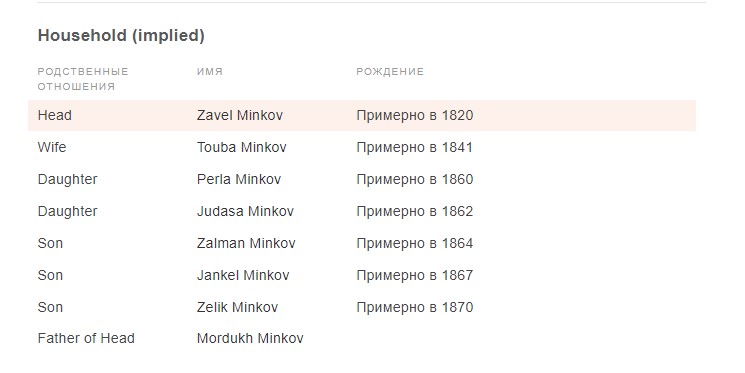 Household (implied)
РОДСТВЕННЫЕ ОТНОШЕНИЯ ИМЯ РОЖДЕНИЕ
Head Zavel Minkov Примерно в 1820
Wife Touba Minkov Примерно в 1841
Daughter Perla Minkov Примерно в 1860
Daughter Judasa Minkov Примерно в 1862
Son Zalman Minkov Примерно в 1864
Son Jankel Minkov Примерно в 1867
Son Zelik Minkov Примерно в 1870
Father of Head Mordukh Minkov